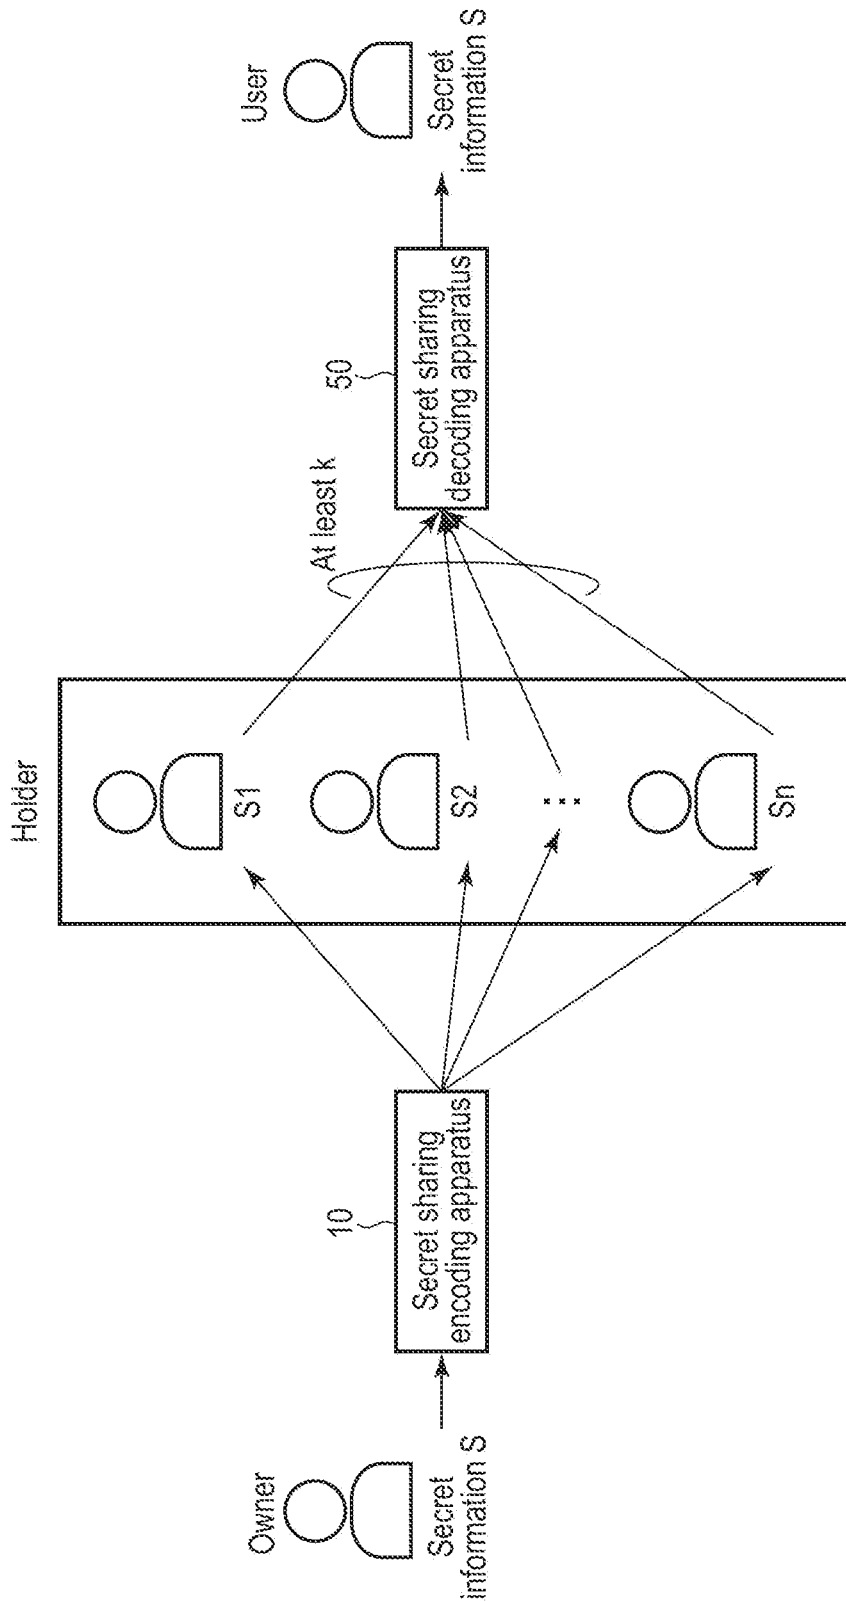 Owner
Secret
information S
10
Secret sharing
encoding apparatus
Holder
S1
S2
...
Sn
At least k
50
Secret sharing
decoding apparatus
User
Secret
information S